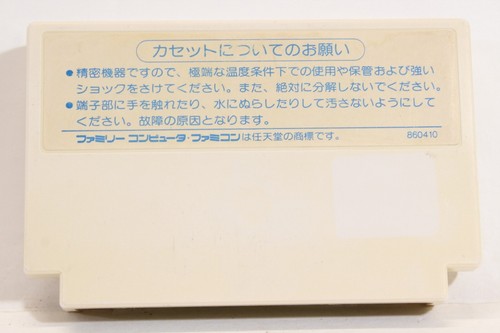 カセットについてのお願い
●精密機器ですので、極端な温度条件下での使用や保管および強い
ショックをさけてください。また、絶対に分解しないでください。
●端子部に手を触れたり、水にぬらしたりして汚さないようにして
ください。故障の原因となります。
ファミリー コンピュータ・ファミコンは任天堂の商標です。 860410